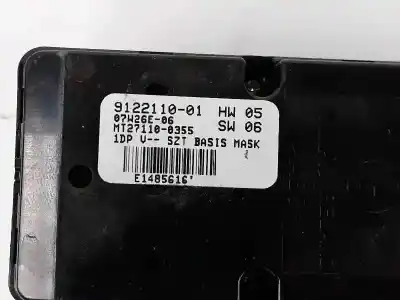 9122110-01 HW 05
07W26E-06 SW 06
MT27110-0355
1DP V-- SZT BASIS MASK
E1485616'